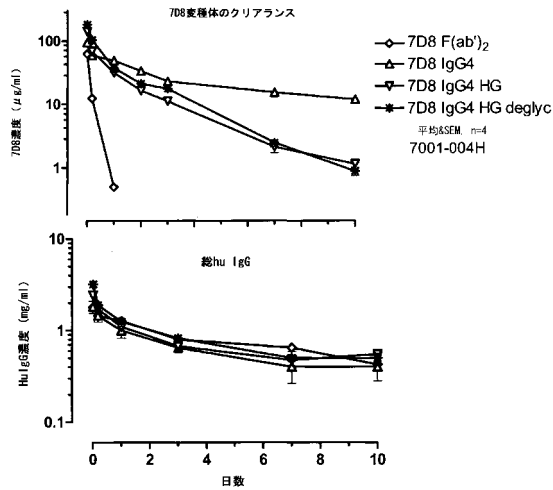 7D8変種体のクリアランス
100
10
1
7D8濃度 (μg/ml)
7D8 F(ab')2
7D8 IgG4
7D8 IgG4 HG
7D8 IgG4 HG deglyc
平均&SEM, n=4
7001-004H
総hu IgG
10
1
0.1
HuIgG濃度 (mg/ml)
0 2 4 6 8 10
日数